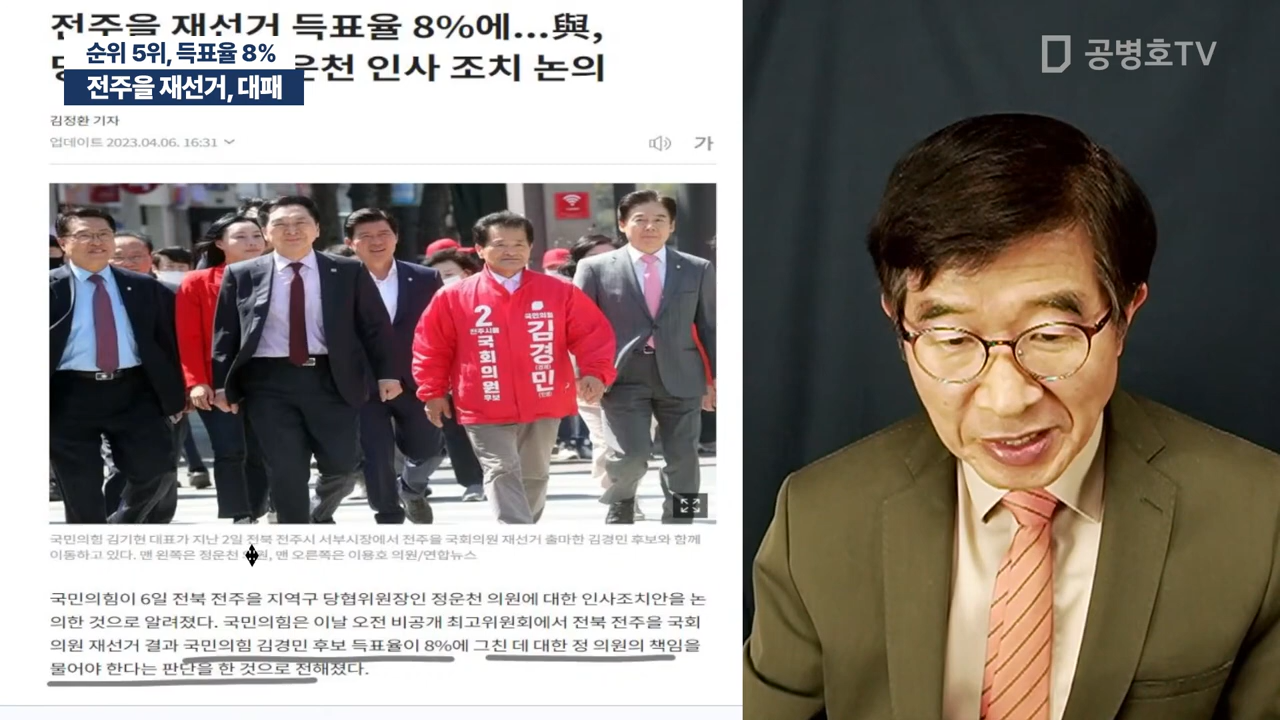 전주을 재선거 득표율 8%에...與,
순위 5위, 득표율 8%
운천 인사 조치 논의
전주을 재선거, 대패
공병호TV
김정환 기자
업데이트 2023.04.06. 16:31
가
2
전주시을
국회의원
후보
국민의힘
김경민
국민의힘 김기현 대표가 지난 2일 전북 전주시 서부시장에서 전주을 국회의원 재선거 출마한 김경민 후보와 함께
이동하고 있다. 맨 왼쪽은 정운천 의원, 맨 오른쪽은 이용호 의원/연합뉴스
국민의힘이 6일 전북 전주을 지역구 당협위원장인 정운천 의원에 대한 인사조치안을 논
의한 것으로 알려졌다. 국민의힘은 이날 오전 비공개 최고위원회에서 전북 전주을 국회
의원 재선거 결과 국민의힘 김경민 후보 득표율이 8%에 그친 데 대한 정 의원의 책임을
물어야 한다는 판단을 한 것으로 전해졌다.